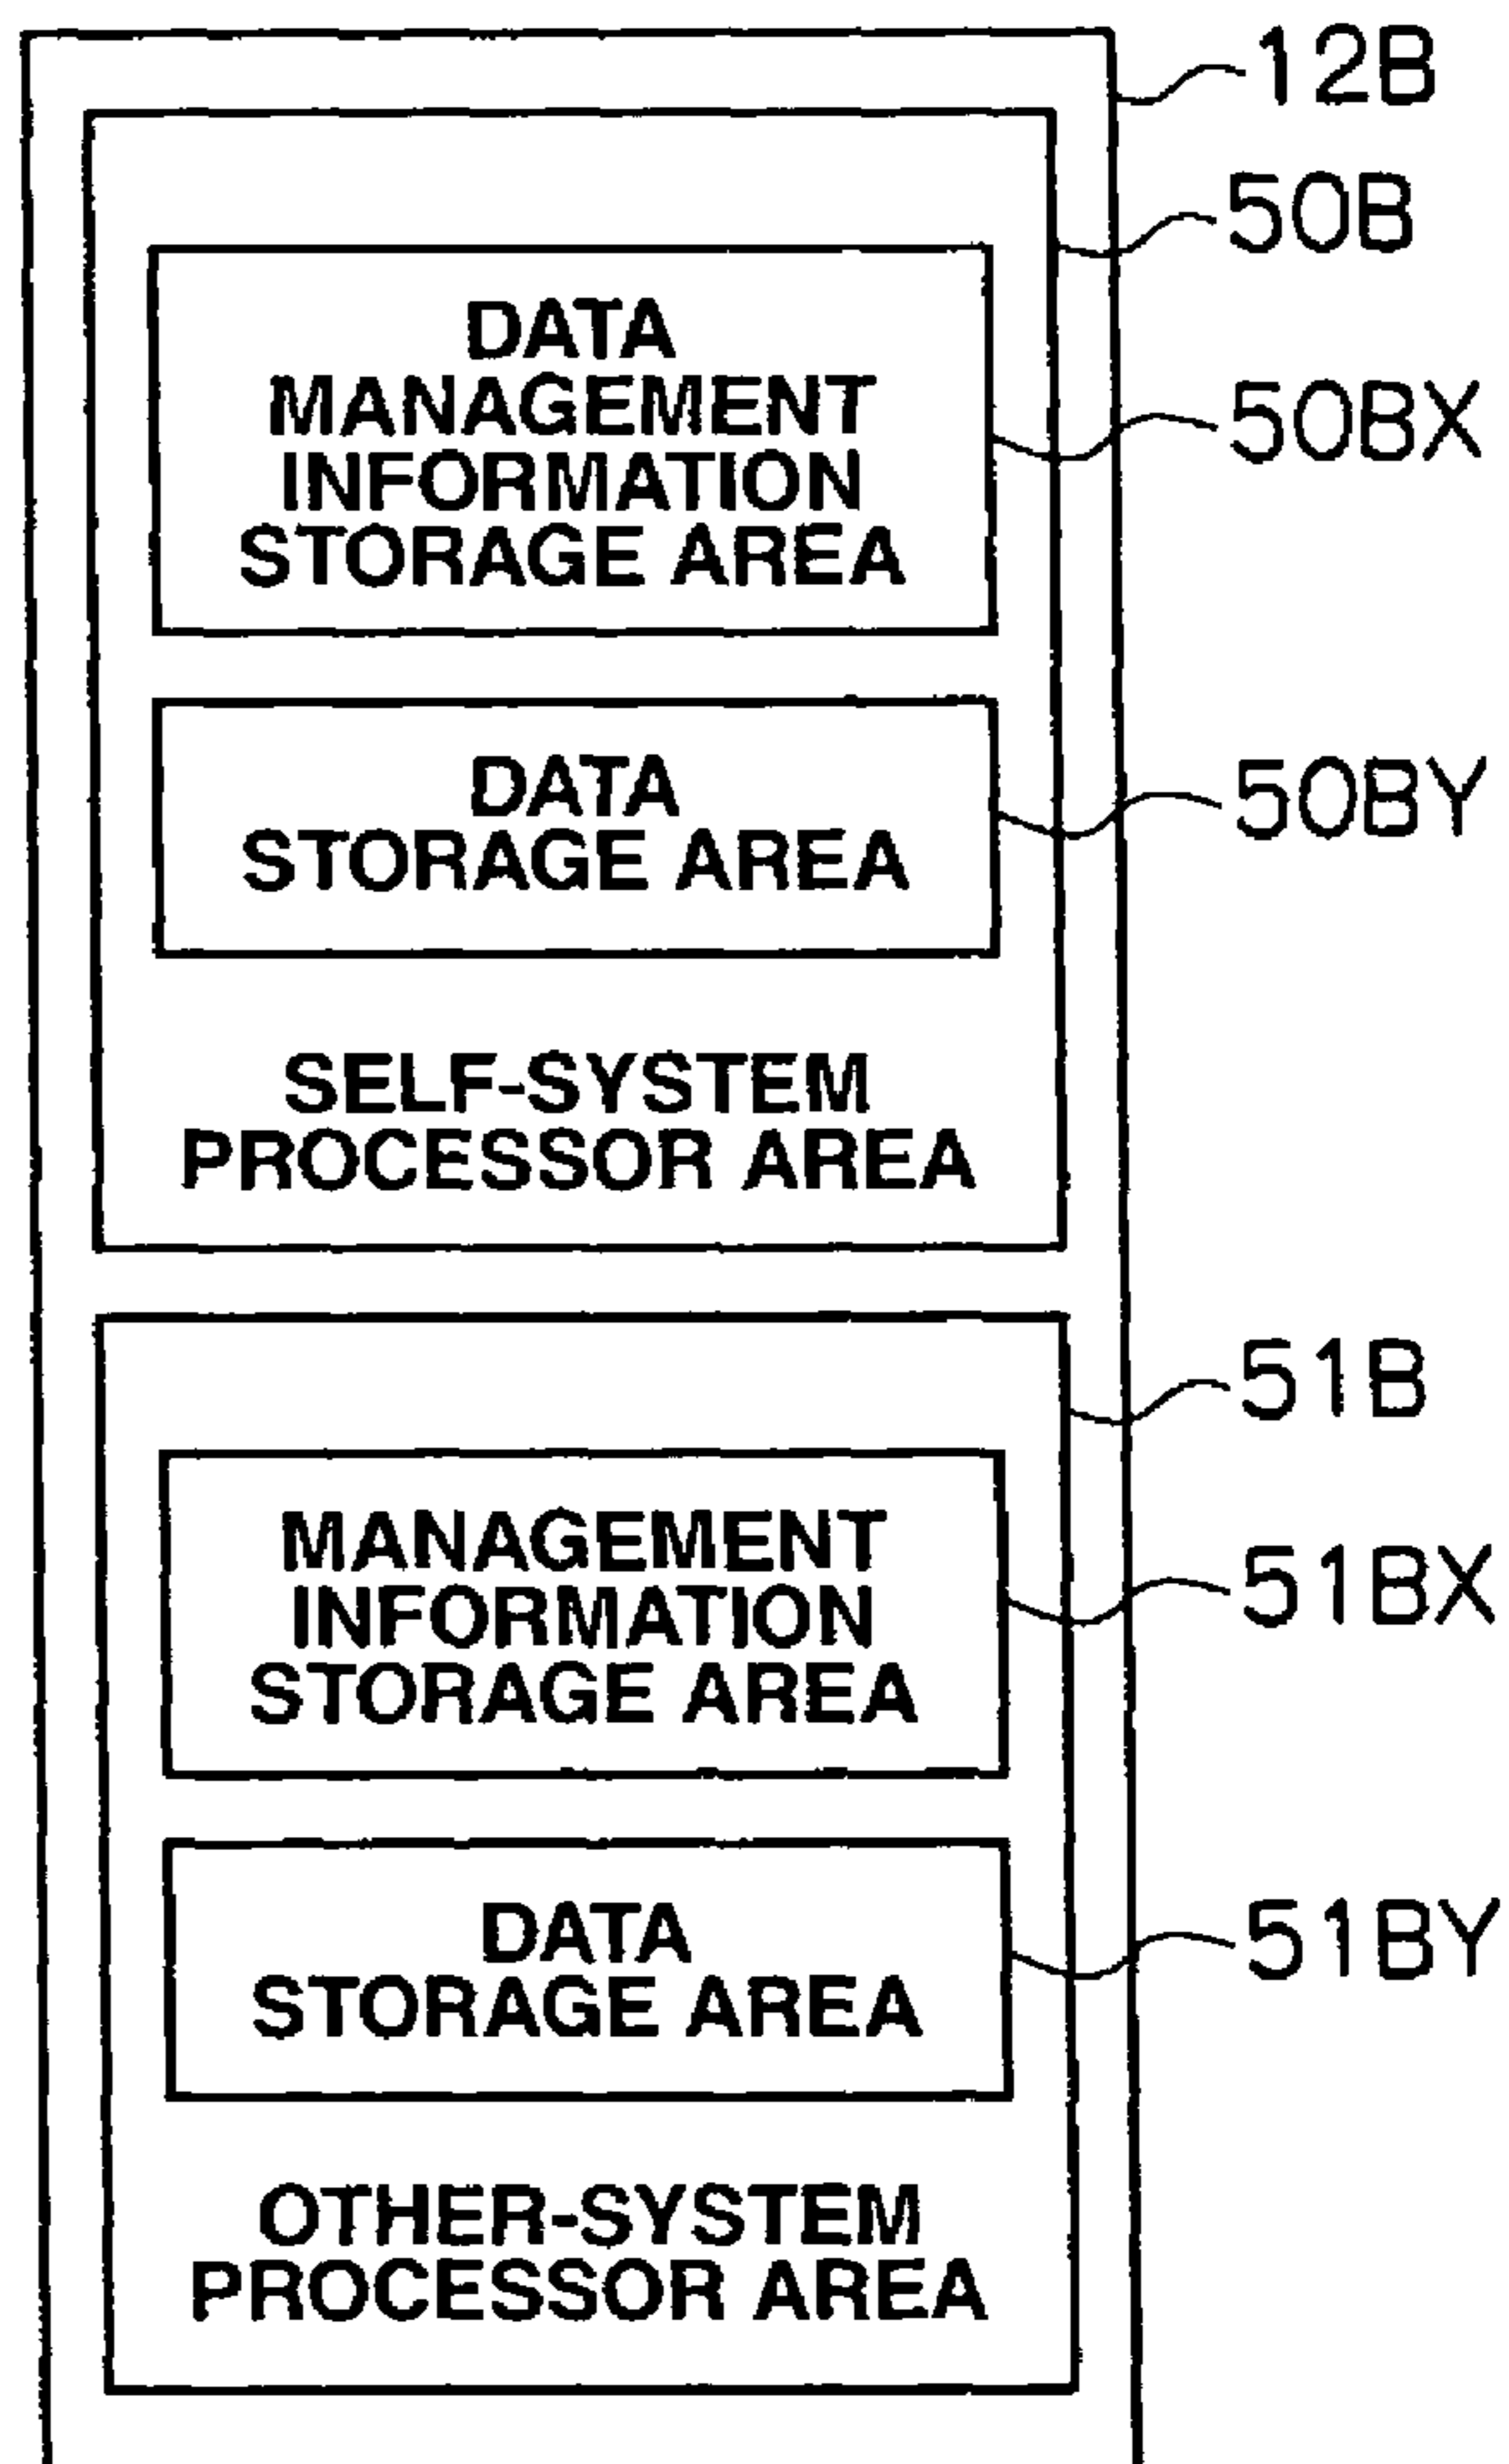 12B
50B
DATA
MANAGEMENT
INFORMATION
STORAGE AREA
50BX
DATA
STORAGE AREA
50BY
SELF-SYSTEM
PROCESSOR AREA
51B
MANAGEMENT
INFORMATION
STORAGE AREA
51BX
DATA
STORAGE AREA
51BY
OTHER-SYSTEM
PROCESSOR AREA